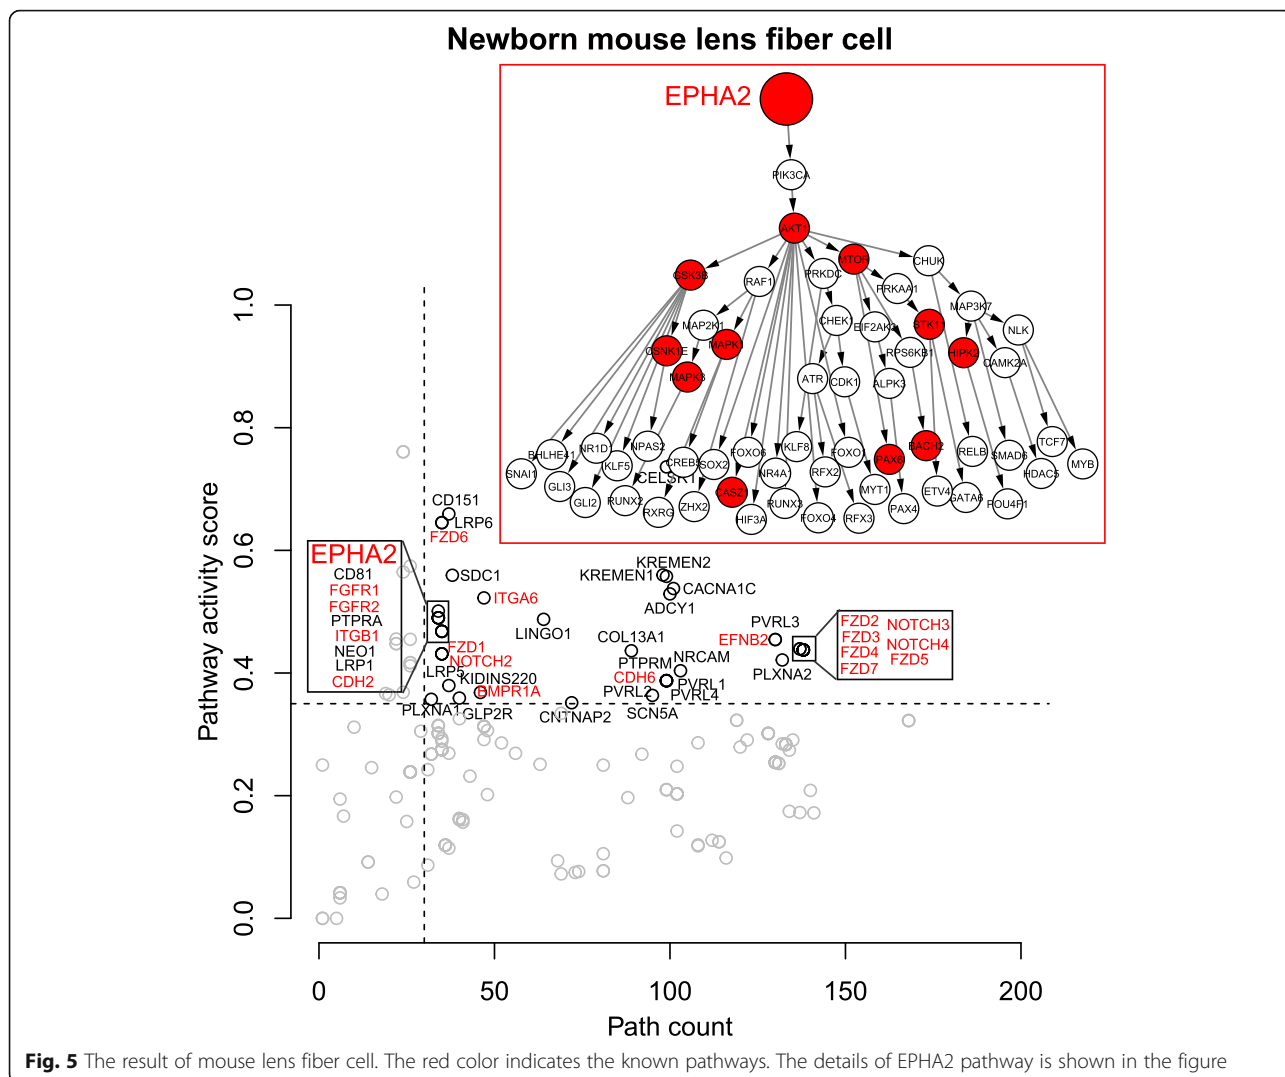 Newborn mouse lens fiber cell
EPHA2
PIK3CA
AKT1
GSK3B
RAF1
PRKDC
MTOR
CHUK
PRKAA1
MAP3K7
MAP2K1
CHEK1
EIF2AK2
STK11
NLK
CSNK1E
MAPK1
RPS6KB1
HIPK2
CAMK2A
MAPK3
ATR
CDK1
ALPK3
BHLHE41
NR1D1
NPAS2
FOXO6
KLF8
FOXO1
BACH2
RELB
SMAD6
TCF7
SNAI1
KLF5
CREB5
SOX2
NR4A1
RFX2
PAX6
HDAC5
MYB
CELSR1
GLI3
GLI2
RUNX2
RXRG
ZHX2
CASZ1
HIF3A
RUNX3
FOXO4
MYT1
RFX3
PAX4
ETV4
GATA6
POU4F1
Pathway activity score
1.0
0.8
0.6
0.4
0.2
0.0
CD151
LRP6
FZD6
EPHA2
CD81
FGFR1
FGFR2
PTPRA
ITGB1
NEO1
LRP1
CDH2
SDC1
ITGA6
LINGO1
KREMEN2
KREMEN1
CACNA1C
ADCY1
COL13A1
PTPRM
NRCAM
CDH6
PVRL1
PVRL2
PVRL4
SCN5A
PVRL3
EFNB2
PLXNA2
FZD2
FZD3
FZD4
FZD7
NOTCH3
NOTCH4
FZD5
FZD1
NOTCH2
LRP5
KIDINS220
BMPR1A
PLXNA1
GLP2R
CNTNAP2
0 50 100 150 200
Path count
Fig. 5 The result of mouse lens fiber cell. The red color indicates the known pathways. The details of EPHA2 pathway is shown in the figure